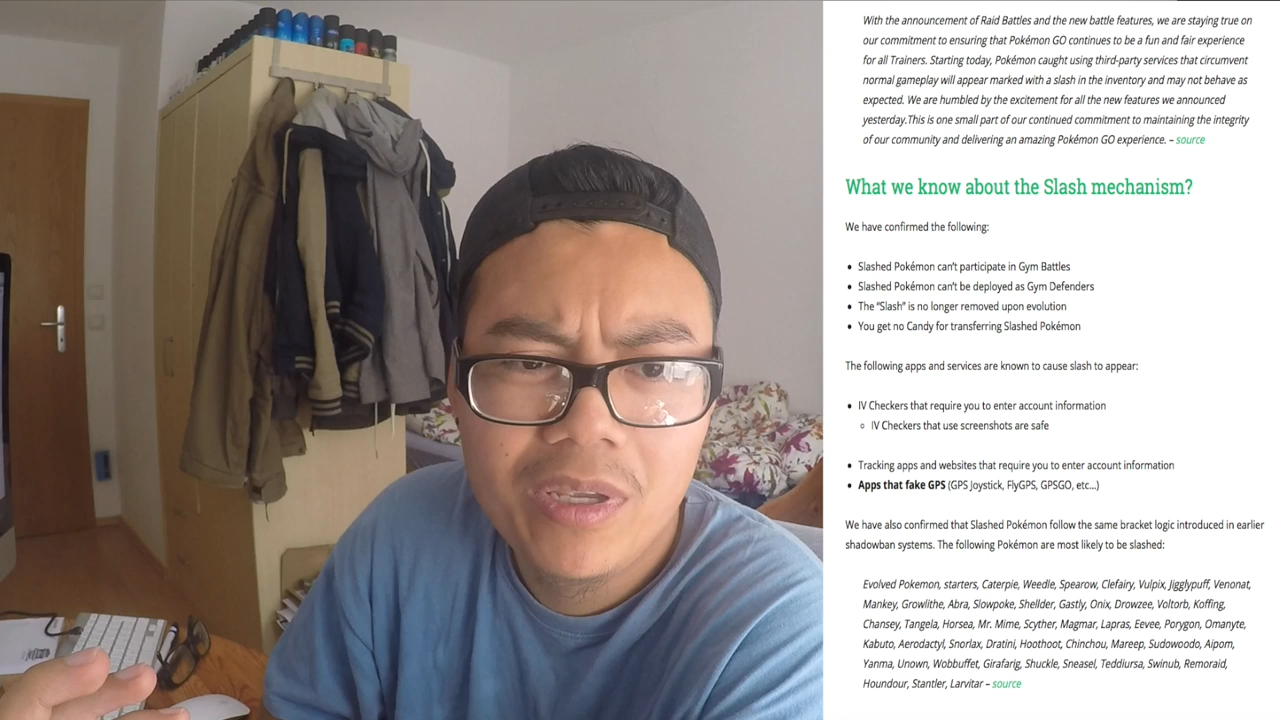 With the announcement of Raid Battles and the new battle features, we are staying true on
our commitment to ensuring that Pokémon GO continues to be a fun and fair experience
for all Trainers. Starting today, Pokémon caught using third-party services that circumvent
normal gameplay will appear marked with a slash in the inventory and may not behave as
expected. We are humbled by the excitement for all the new features we announced
yesterday.This is one small part of our continued commitment to maintaining the integrity
of our community and delivering an amazing Pokémon GO experience. – source
What we know about the Slash mechanism?
We have confirmed the following:
• Slashed Pokémon can't participate in Gym Battles
• Slashed Pokémon can't be deployed as Gym Defenders
• The “Slash” is no longer removed upon evolution
• You get no Candy for transferring Slashed Pokémon
The following apps and services are known to cause slash to appear:
• IV Checkers that require you to enter account information
◦ IV Checkers that use screenshots are safe
• Tracking apps and websites that require you to enter account information
• Apps that fake GPS (GPS Joystick, FlyGPS, GPSGO, etc…)
We have also confirmed that Slashed Pokémon follow the same bracket logic introduced in earlier
shadowban systems. The following Pokémon are most likely to be slashed:
Evolved Pokemon, starters, Caterpie, Weedle, Spearow, Clefairy, Vulpix, Jigglypuff, Venonat,
Mankey, Growlithe, Abra, Slowpoke, Shellder, Gastly, Onix, Drowzee, Voltorb, Koffing,
Chansey, Tangela, Horsea, Mr. Mime, Scyther, Magmar, Lapras, Eevee, Porygon, Omanyte,
Kabuto, Aerodactyl, Snorlax, Dratini, Hoothoot, Chinchou, Mareep, Sudowoodo, Aipom,
Yanma, Unown, Wobbuffet, Girafarig, Shuckle, Sneasel, Teddiursa, Swinub, Remoraid,
Houndour, Stantler, Larvitar – source